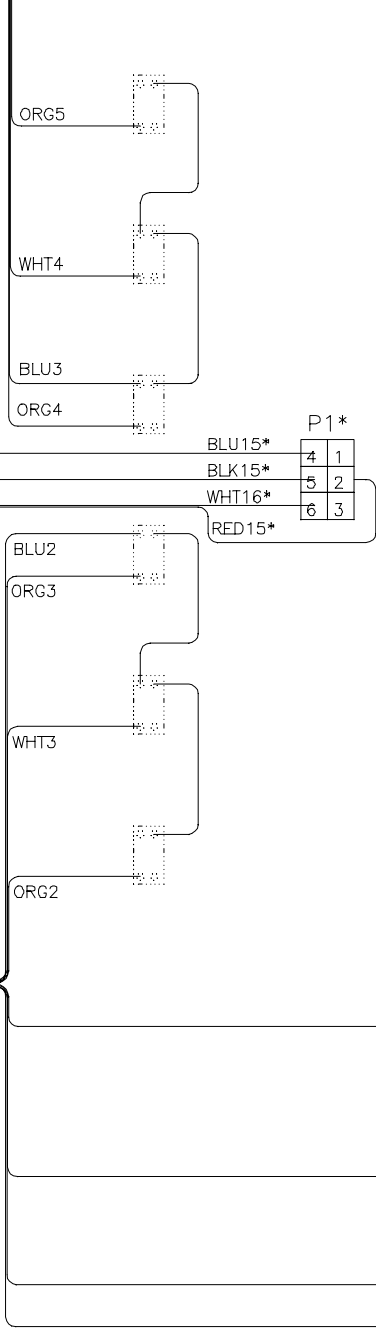 ORG5
WHT4
BLU3
ORG4
P1*
BLU15*
4 1
BLK15*
5 2
WHT16*
6 3
RED15*
BLU2
ORG3
WHT3
ORG2